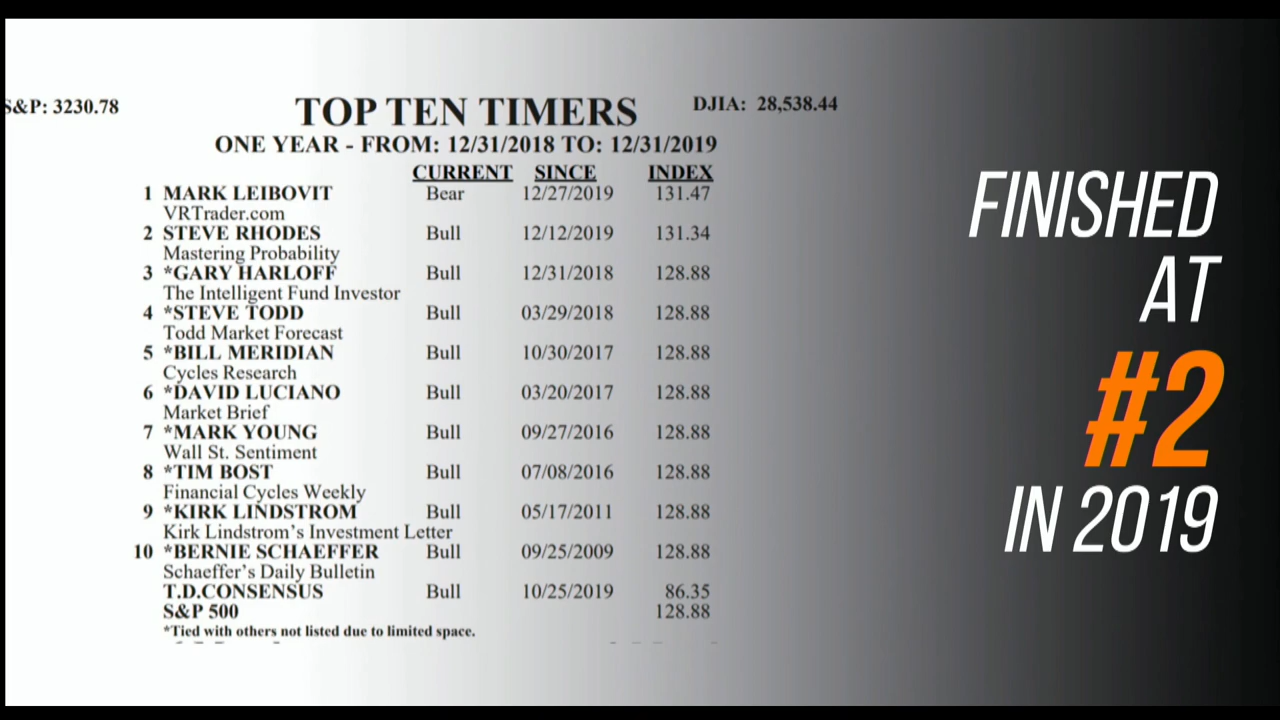 S&P: 3230.78
TOP TEN TIMERS
DJIA: 28,538.44
ONE YEAR - FROM: 12/31/2018 TO: 12/31/2019
CURRENT SINCE INDEX
1 MARK LEIBOVIT Bear 12/27/2019 131.47
VRTrader.com
2 STEVE RHODES Bull 12/12/2019 131.34
Mastering Probability
3 *GARY HARLOFF Bull 12/31/2018 128.88
The Intelligent Fund Investor
4 *STEVE TODD Bull 03/29/2018 128.88
Todd Market Forecast
5 *BILL MERIDIAN Bull 10/30/2017 128.88
Cycles Research
6 *DAVID LUCIANO Bull 03/20/2017 128.88
Market Brief
7 *MARK YOUNG Bull 09/27/2016 128.88
Wall St. Sentiment
8 *TIM BOST Bull 07/08/2016 128.88
Financial Cycles Weekly
9 *KIRK LINDSTROM Bull 05/17/2011 128.88
Kirk Lindstrom's Investment Letter
10 *BERNIE SCHAEFFER Bull 09/25/2009 128.88
Schaeffer's Daily Bulletin
T.D.CONSENSUS Bull 10/25/2019 86.35
S&P 500 128.88
*Tied with others not listed due to limited space.
FINISHED
AT
#2
IN 2019